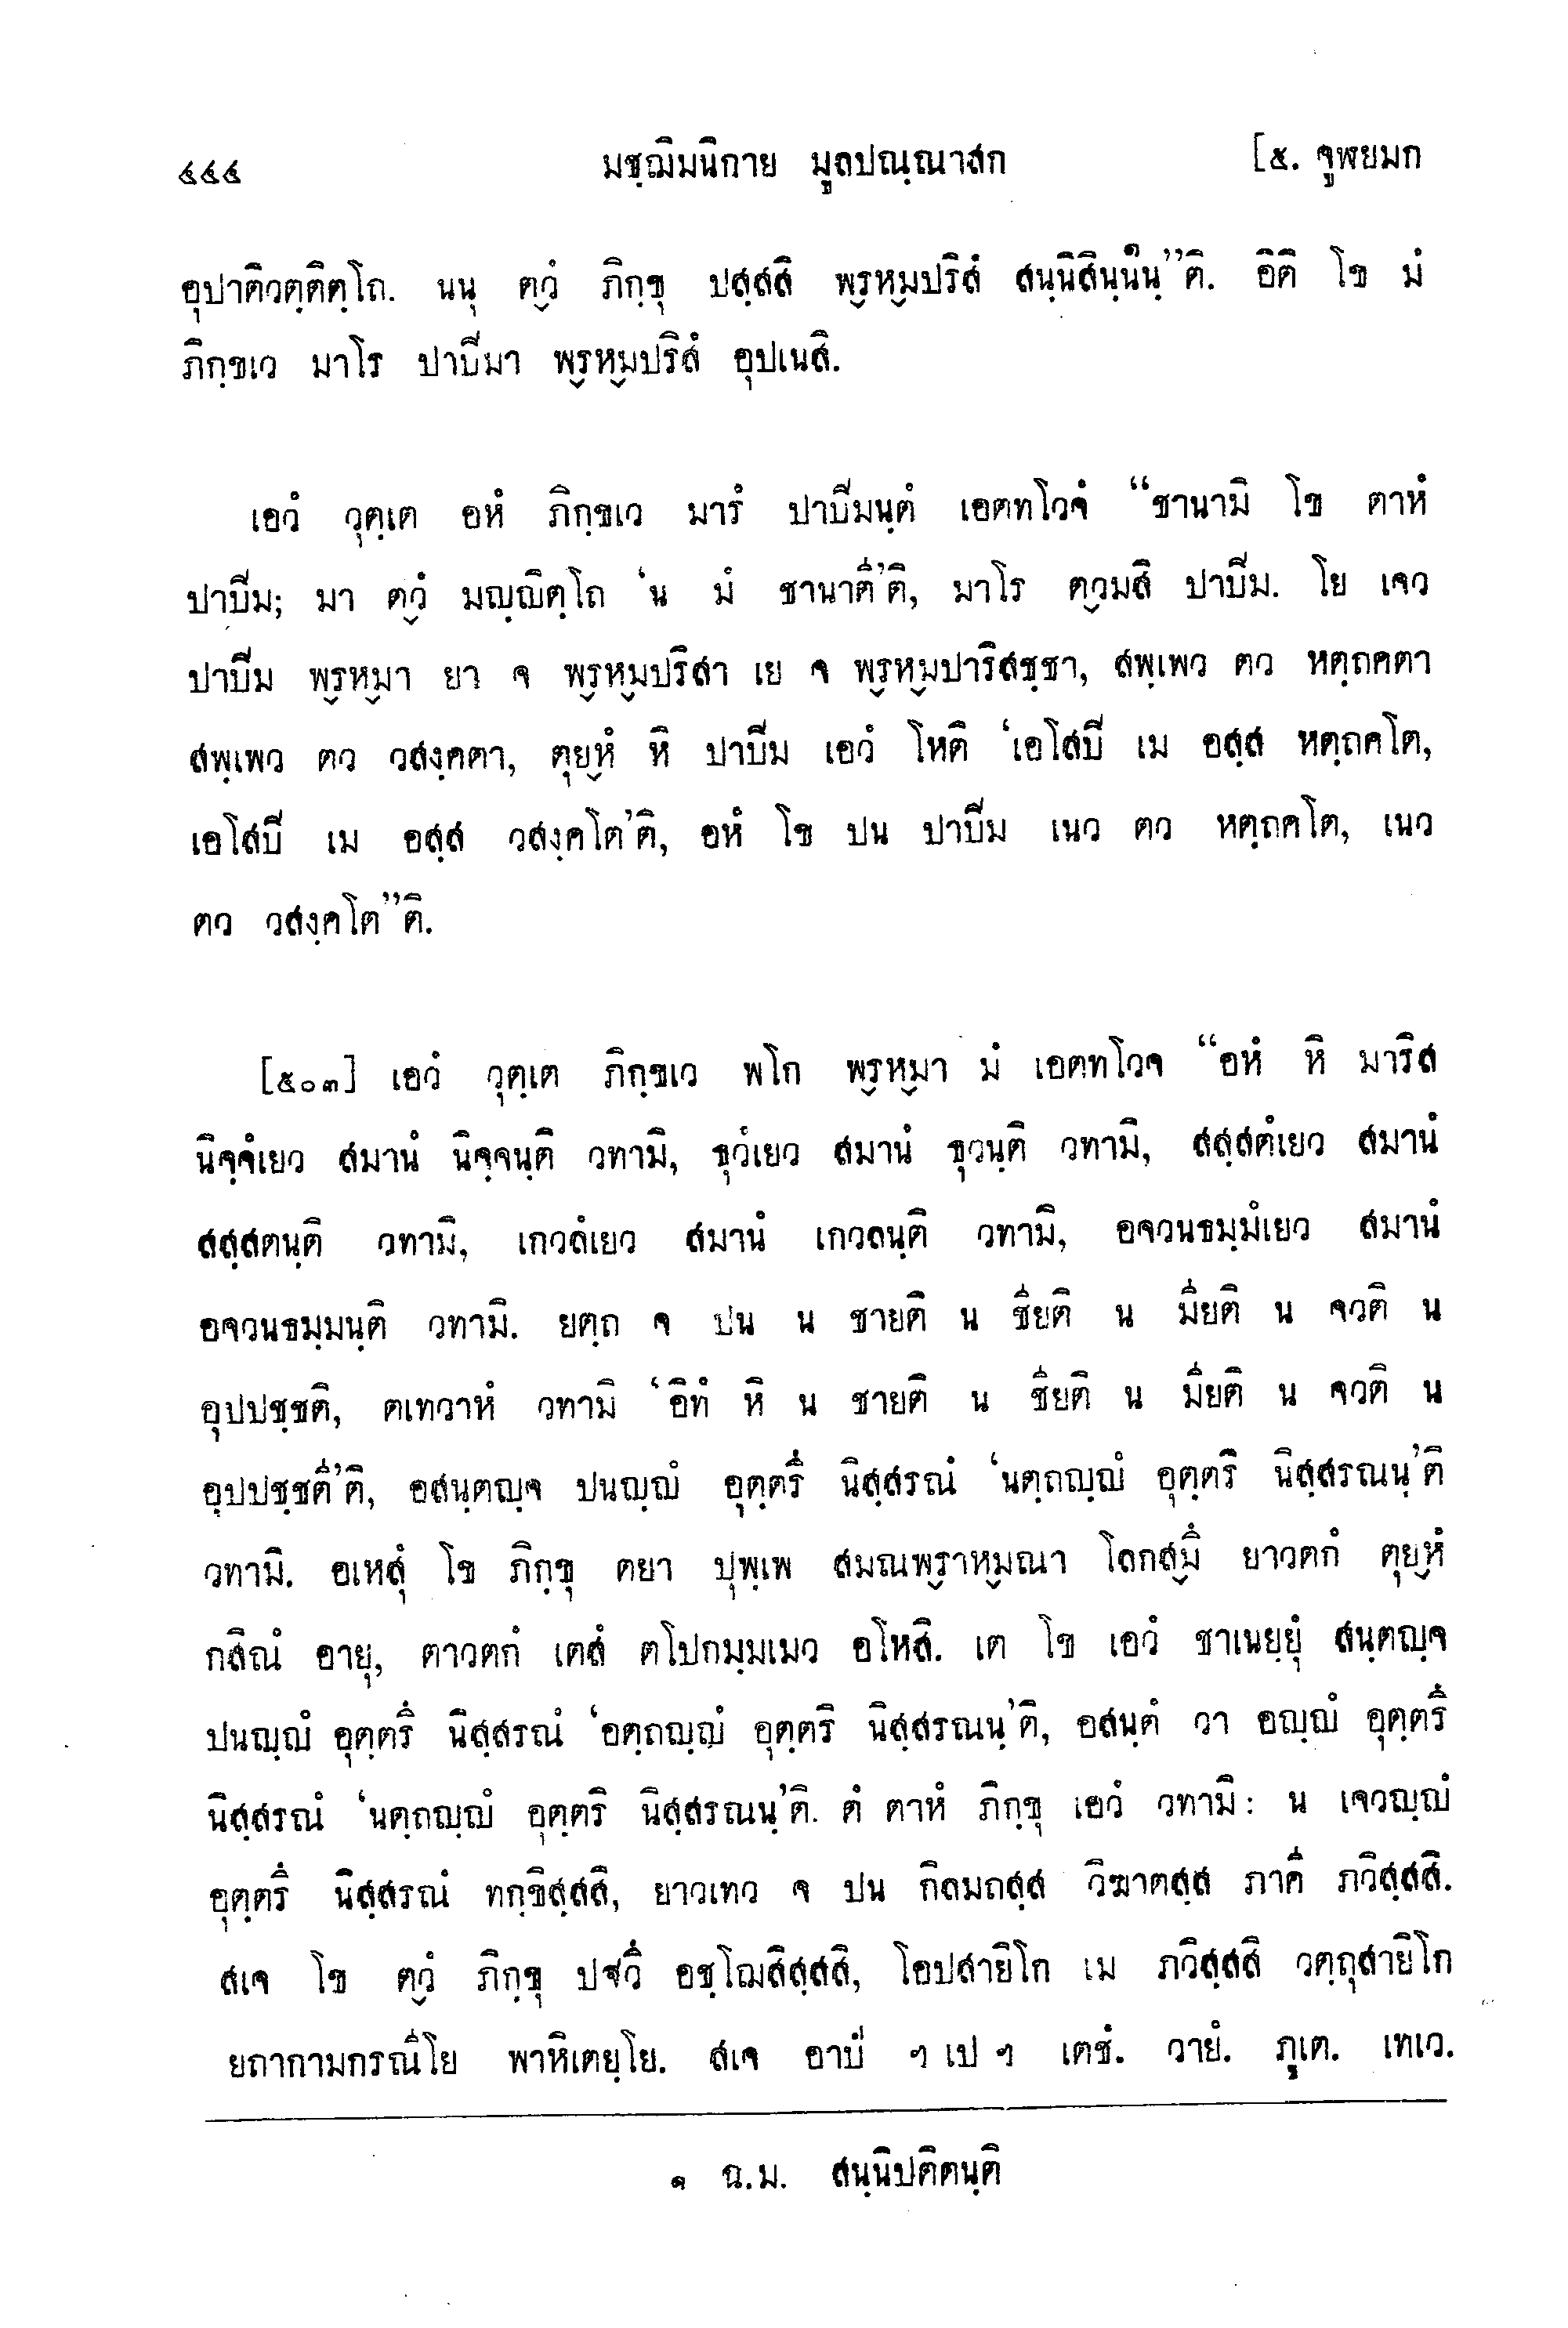 ๔๔๔ มชฺฌิมนิกาย มูลปณฺณาสก [๕. จูฬยมก
อุปาติวตฺติตฺโถ. นนุ ตฺวํ ภิกฺขุ ปสฺสสิ พฺรหฺมปริสํ สนฺนิสินฺน๑นฺ”ติ. อิติ โข มํ
ภิกฺขเว มาโร ปาปิมา พฺรหฺมปริสํ อุปเนสิ.
เอวํ วุตฺเต อหํ ภิกฺขเว มารํ ปาปิมนฺตํ เอตทโวจํ “ชานามิ โข ตาหํ
ปาปิม; มา ตฺวํ มญฺญิตฺโถ ‘น มํ ชานาตี’ติ, มาโร ตฺวมสิ ปาปิม. โย เจว
ปาปิม พฺรหฺมา ยา จ พฺรหฺมปริสา เย จ พฺรหฺมปาริสชฺชา, สพฺเพว ตว หตฺถคตา
สพฺเพว ตว วสงฺคตา, ตุยฺหํ หิ ปาปิม เอวํ โหติ ‘เอโสปิ เม อสฺส หตฺถคโต,
เอโสปิ เม อสฺส วสงฺคโต’ติ, อหํ โข ปน ปาปิม เนว ตว หตฺถคโต, เนว
ตว วสงฺคโต”ติ.
[๕๐๓] เอวํ วุตฺเต ภิกฺขเว พโก พฺรหฺมา มํ เอตทโวจ “อหํ หิ มาริส
นิจฺจํเยว สมานํ นิจฺจนฺติ วทามิ, ธุวํเยว สมานํ ธุวนฺติ วทามิ, สสฺสตํเยว สมานํ
สสฺสตนฺติ วทามิ, เกวลํเยว สมานํ เกวลนฺติ วทามิ, อจวนธมฺมํเยว สมานํ
อจวนธมฺมนฺติ วทามิ. ยตฺถ จ ปน น ชายติ น ชิยฺยติ น มิยฺยติ น จวติ น
อุปปชฺชติ, ตเทวาหํ วทามิ ‘อิทํ หิ น ชายติ น ชิยฺยติ น มิยฺยติ น จวติ น
อุปปชฺชตี’ติ, อสนฺตญฺจ ปนญฺญํ อุตฺตรึ นิสฺสรณํ ‘นตฺถญฺญํ อุตฺตรึ นิสฺสรณนฺ’ติ
วทามิ. อเหสุํ โข ภิกฺขุ ตยา ปุพฺเพ สมณพฺราหฺมณา โลกสฺมึ ยาวตกํ ตุยฺหํ
กสิณํ อายุ, ตาวตกํ เตสํ ตโปกมฺมเมว อโหสิ. เต โข เอวํ ชาเนยฺยุํ สนฺตญฺจ
ปนญฺญํ อุตฺตรึ นิสฺสรณํ ‘อตฺถญฺญํ อุตฺตรึ นิสฺสรณนฺ’ติ, อสนฺตํ วา อญฺญํ อุตฺตรึ
นิสฺสรณํ ‘นตฺถญฺญํ อุตฺตรึ นิสฺสรณนฺ’ติ. ตํ ตาหํ ภิกฺขุ เอวํ วทามิ: น เจวญฺญํ
อุตฺตรึ นิสฺสรณํ ทกฺขิสฺสสิ, ยาวเทว จ ปน กิลมถสฺส วิฆาตสฺส ภาคี ภวิสฺสสิ.
สเจ โข ตฺวํ ภิกฺขุ ปฐวึ อชฺโฌสิสฺสสิ, โอปสายิโก เม ภวิสฺสสิ วตฺถุสายิโก
ยถากามกรณีโย พาหิเตยฺโย. สเจ อาปํ ฯ เป ฯ เตชํ. วายํ. ภูเต. เทเว.
๑ ฉ.ม. สนฺนิปติตนฺติ